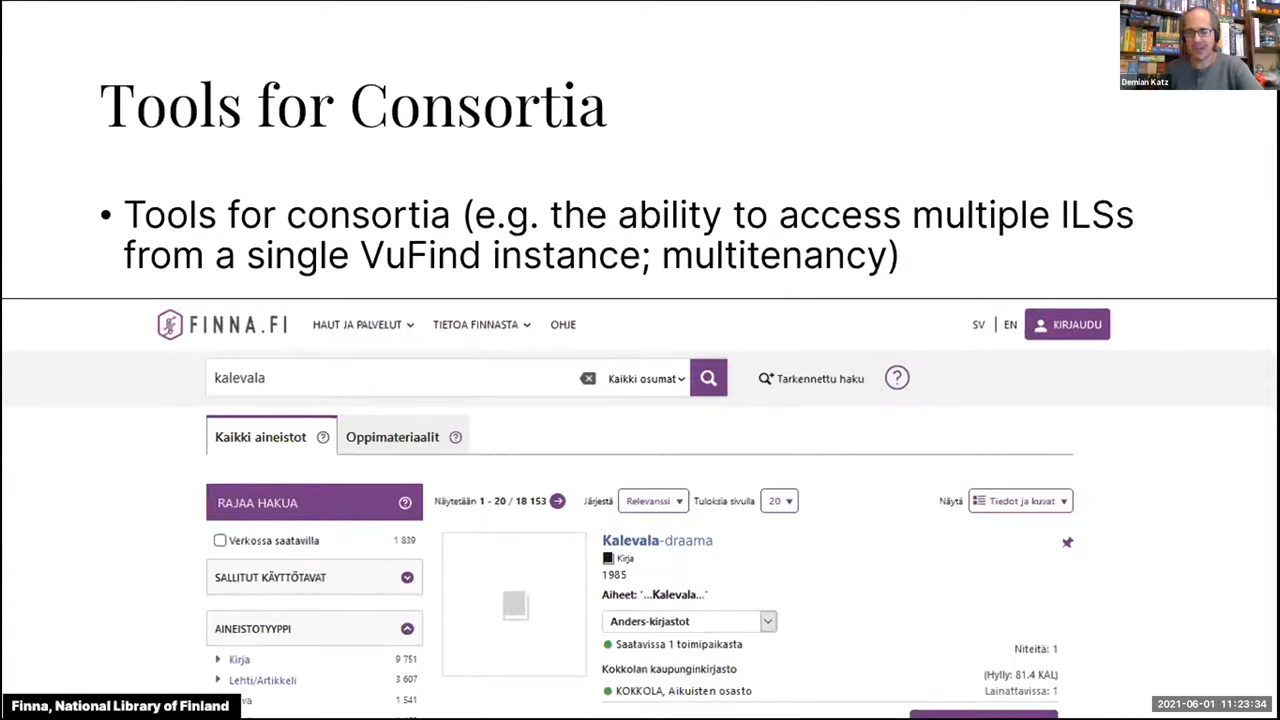 Demian Katz
Tools for Consortia
• Tools for consortia (e.g. the ability to access multiple ILSs
from a single VuFind instance; multitenancy)
FINNA.FI HAUT JA PALVELUT TIETOA FINNASTA OHJE SV | EN KIRJAUDU
kalevala Kaikki osumat Tarkennettu haku ?
Kaikki aineistot ? Oppimateriaalit ?
RAJAA HAKUA ? Näytetään 1 - 20 / 18 153 Järjestä Relevanssi Tuloksia sivulla 20 Näytä Tiedot ja kuvat
Verkossa saatavilla 1 839
SALLITUT KÄYTTÖTAVAT
AINEISTOTYYPPI
Kirja 9 751
Lehti/Artikkeli 3 607
1 541
Kalevala-draama
Kirja
1985
Aiheet: "...Kalevala..."
Anders-kirjastot
Saatavissa 1 toimipaikasta
Niteitä: 1
Kokkolan kaupunginkirjasto
(Hylly: 81.4 KAL)
KOKKOLA, Aikuisten osasto
Lainattavissa: 1
Finna, National Library of Finland
2021-06-01 11:23:34